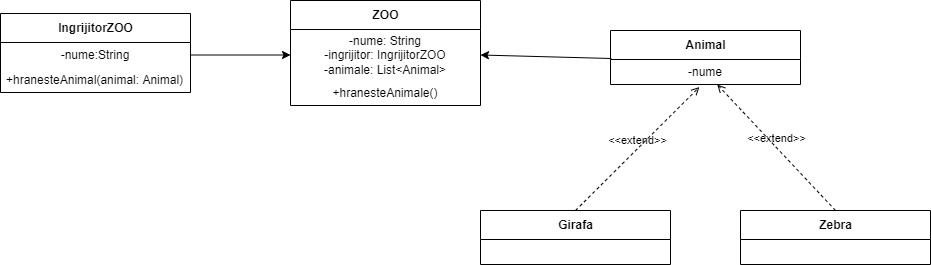 IngrijitorZOO
-nume:String
+hranesteAnimal(animal: Animal)
ZOO
-nume: String
-ingrijitor: IngrijitorZOO
-animale: List<Animal>
+hranesteAnimale()
Animal
-nume
<<extend>>
<<extend>>
Girafa
Zebra